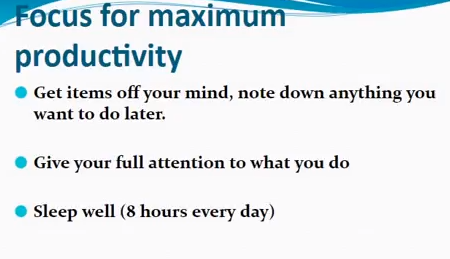 Focus for maximum
productivity
Get items off your mind, note down anything you
want to do later.
Give your full attention to what you do
Sleep well (8 hours every day)